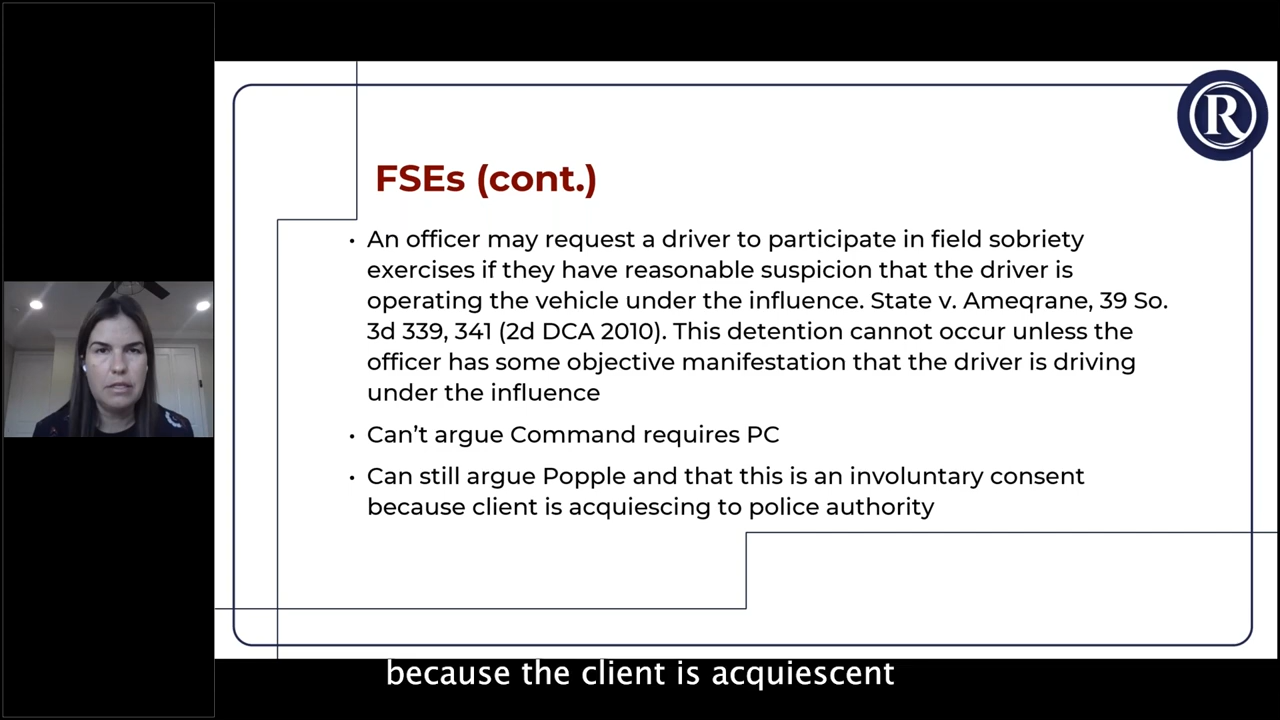 R
FSEs (cont.)
• An officer may request a driver to participate in field sobriety
exercises if they have reasonable suspicion that the driver is
operating the vehicle under the influence. State v. Ameqrane, 39 So.
3d 339, 341 (2d DCA 2010). This detention cannot occur unless the
officer has some objective manifestation that the driver is driving
under the influence
• Can’t argue Command requires PC
• Can still argue Popple and that this is an involuntary consent
because client is acquiescing to police authority
because the client is acquiescent